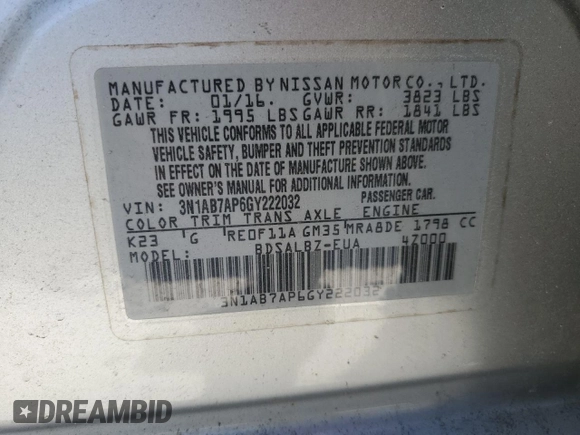 MANUFACTURED BY NISSAN MOTOR CO., LTD.
DATE: 01/16. GVWR: 3823 LBS
GAWR FR: 1995 LBS GAWR RR: 1841 LBS
THIS VEHICLE CONFORMS TO ALL APPLICABLE FEDERAL MOTOR
VEHICLE SAFETY, BUMPER AND THEFT PREVENTION STANDARDS
IN EFFECT ON THE DATE OF MANUFACTURE SHOWN ABOVE.
SEE OWNER'S MANUAL FOR ADDITIONAL INFORMATION.
VIN: 3N1AB7AP6GY222032 PASSENGER CAR.
COLOR TRIM TRANS AXLE ENGINE
K23 G RE0F11A GM35 MRA8DE 1798 CC
MODEL: BDSALBZ-EUA 47000
3N1AB7AP6GY222032
DREAMBID